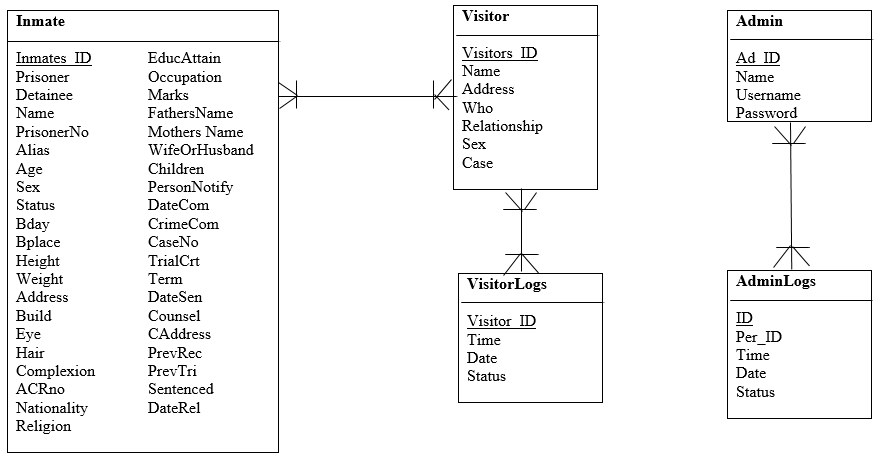 Inmate
Inmates_ID
Prisoner
Detainee
Name
PrisonerNo
Alias
Age
Sex
Status
Bday
Bplace
Height
Weight
Address
Build
Eye
Hair
Complexion
ACRno
Nationality
Religion
EducAttain
Occupation
Marks
FathersName
Mothers Name
WifeOrHusband
Children
PersonNotify
DateCom
CrimeCom
CaseNo
TrialCrt
Term
DateSen
Counsel
CAddress
PrevRec
PrevTri
Sentenced
DateRel
Visitor
Visitors_ID
Name
Address
Who
Relationship
Sex
Case
VisitorLogs
Visitor_ID
Time
Date
Status
Admin
Ad_ID
Name
Username
Password
AdminLogs
ID
Per_ID
Time
Date
Status